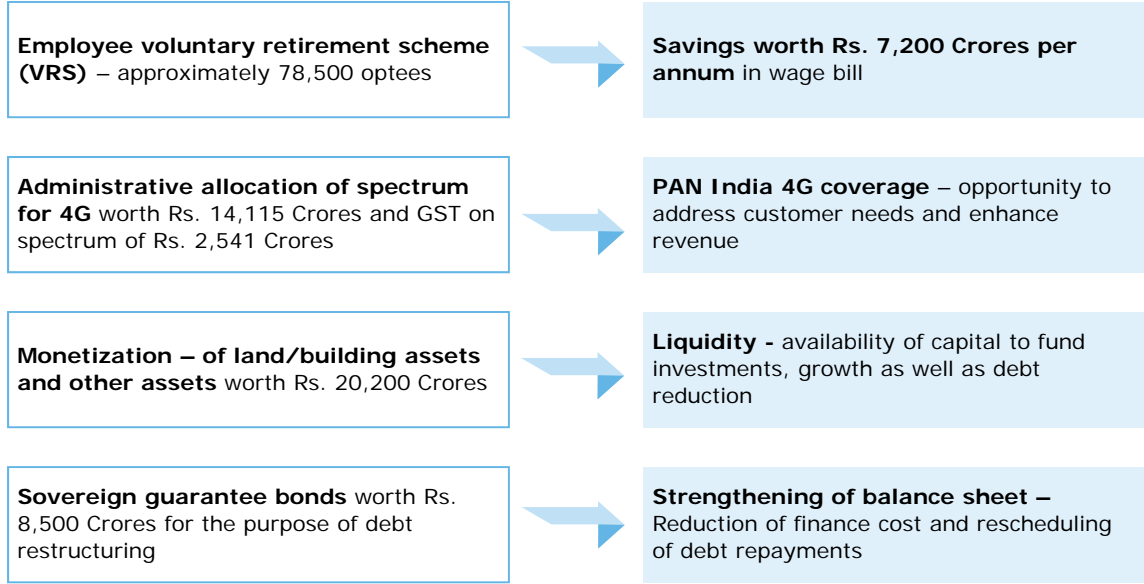 Employee voluntary retirement scheme
(VRS) – approximately 78,500 optees
Savings worth Rs. 7,200 Crores per
annum in wage bill
Administrative allocation of spectrum
for 4G worth Rs. 14,115 Crores and GST on
spectrum of Rs. 2,541 Crores
PAN India 4G coverage – opportunity to
address customer needs and enhance
revenue
Monetization – of land/building assets
and other assets worth Rs. 20,200 Crores
Liquidity - availability of capital to fund
investments, growth as well as debt
reduction
Sovereign guarantee bonds worth Rs.
8,500 Crores for the purpose of debt
restructuring
Strengthening of balance sheet –
Reduction of finance cost and rescheduling
of debt repayments